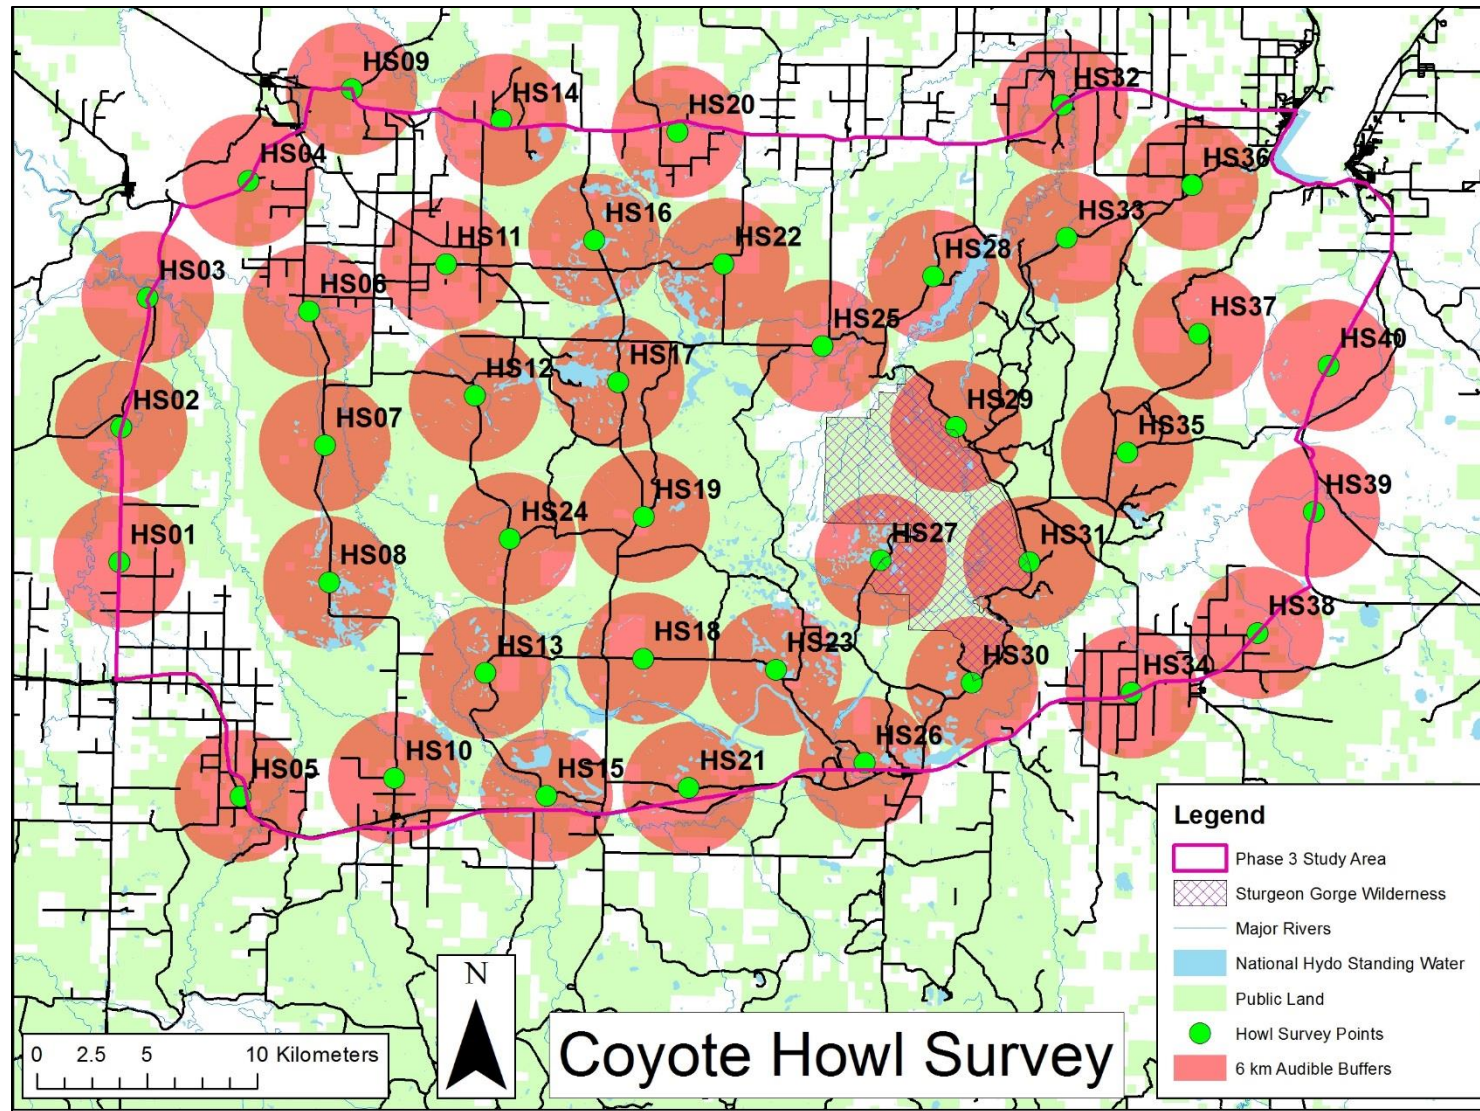 HS09
HS14
HS20
HS32
HS04
HS36
HS16
HS11
HS22
HS33
HS28
HS03
HS06
HS37
HS25
HS17
HS12
HS40
HS02
HS07
HS29
HS35
HS19
HS24
HS39
HS01
HS27
HS31
HS08
HS18
HS38
HS13
HS23
HS30
HS34
HS26
HS05
HS10
HS15
HS21
Legend
Phase 3 Study Area
Sturgeon Gorge Wilderness
Major Rivers
National Hydo Standing Water
Public Land
Howl Survey Points
6 km Audible Buffers
N
0 2.5 5 10 Kilometers
Coyote Howl Survey